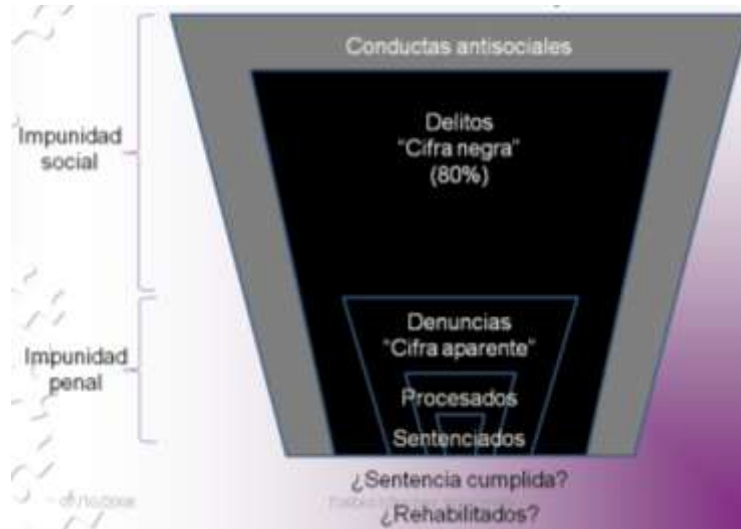 Conductas antisociales
Impunidad
social
Delitos
"Cifra negra"
(80%)
Impunidad
penal
Denuncias
"Cifra aparente"
Procesados
Sentenciados
¿Sentencia cumplida?
¿Rehabilitados?